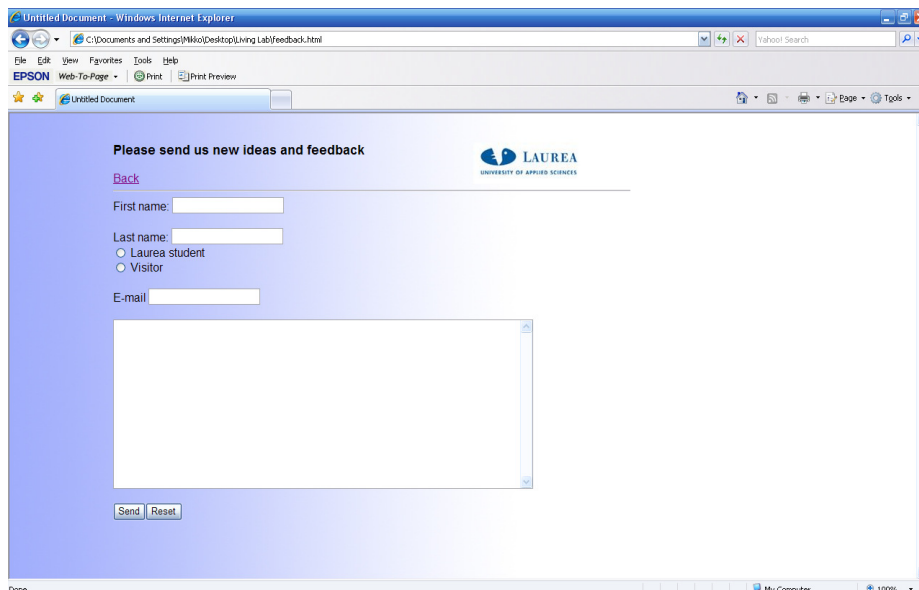 Untitled Document - Windows Internet Explorer
C:\Documents and Settings\Mikko\Desktop\Living Lab\feedback.html
Yahoo! Search
File Edit View Favorites Tools Help
EPSON Web-To-Page Print Print Preview
Untitled Document
Page Tools
Please send us new ideas and feedback
LAUREA
UNIVERSITY OF APPLIED SCIENCES
Back
First name:
Last name:
Laurea student
Visitor
E-mail
Send Reset
Done My Computer 100%